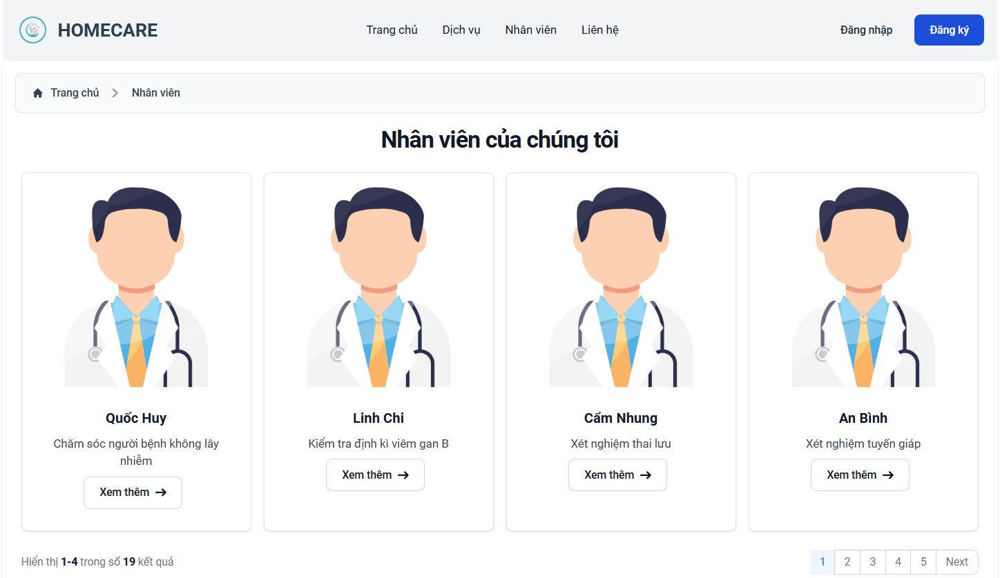 HOMECARE
Trang chủ Dịch vụ Nhân viên Liên hệ
Đăng nhập Đăng ký
Trang chủ Nhân viên
Nhân viên của chúng tôi
Quốc Huy
Chăm sóc người bệnh không lây
nhiễm
Xem thêm
Linh Chi
Kiểm tra định kì viêm gan B
Xem thêm
Cẩm Nhung
Xét nghiệm thai lưu
Xem thêm
An Bình
Xét nghiệm tuyến giáp
Xem thêm
Hiển thị 1-4 trong số 19 kết quả
1 2 3 4 5 Next